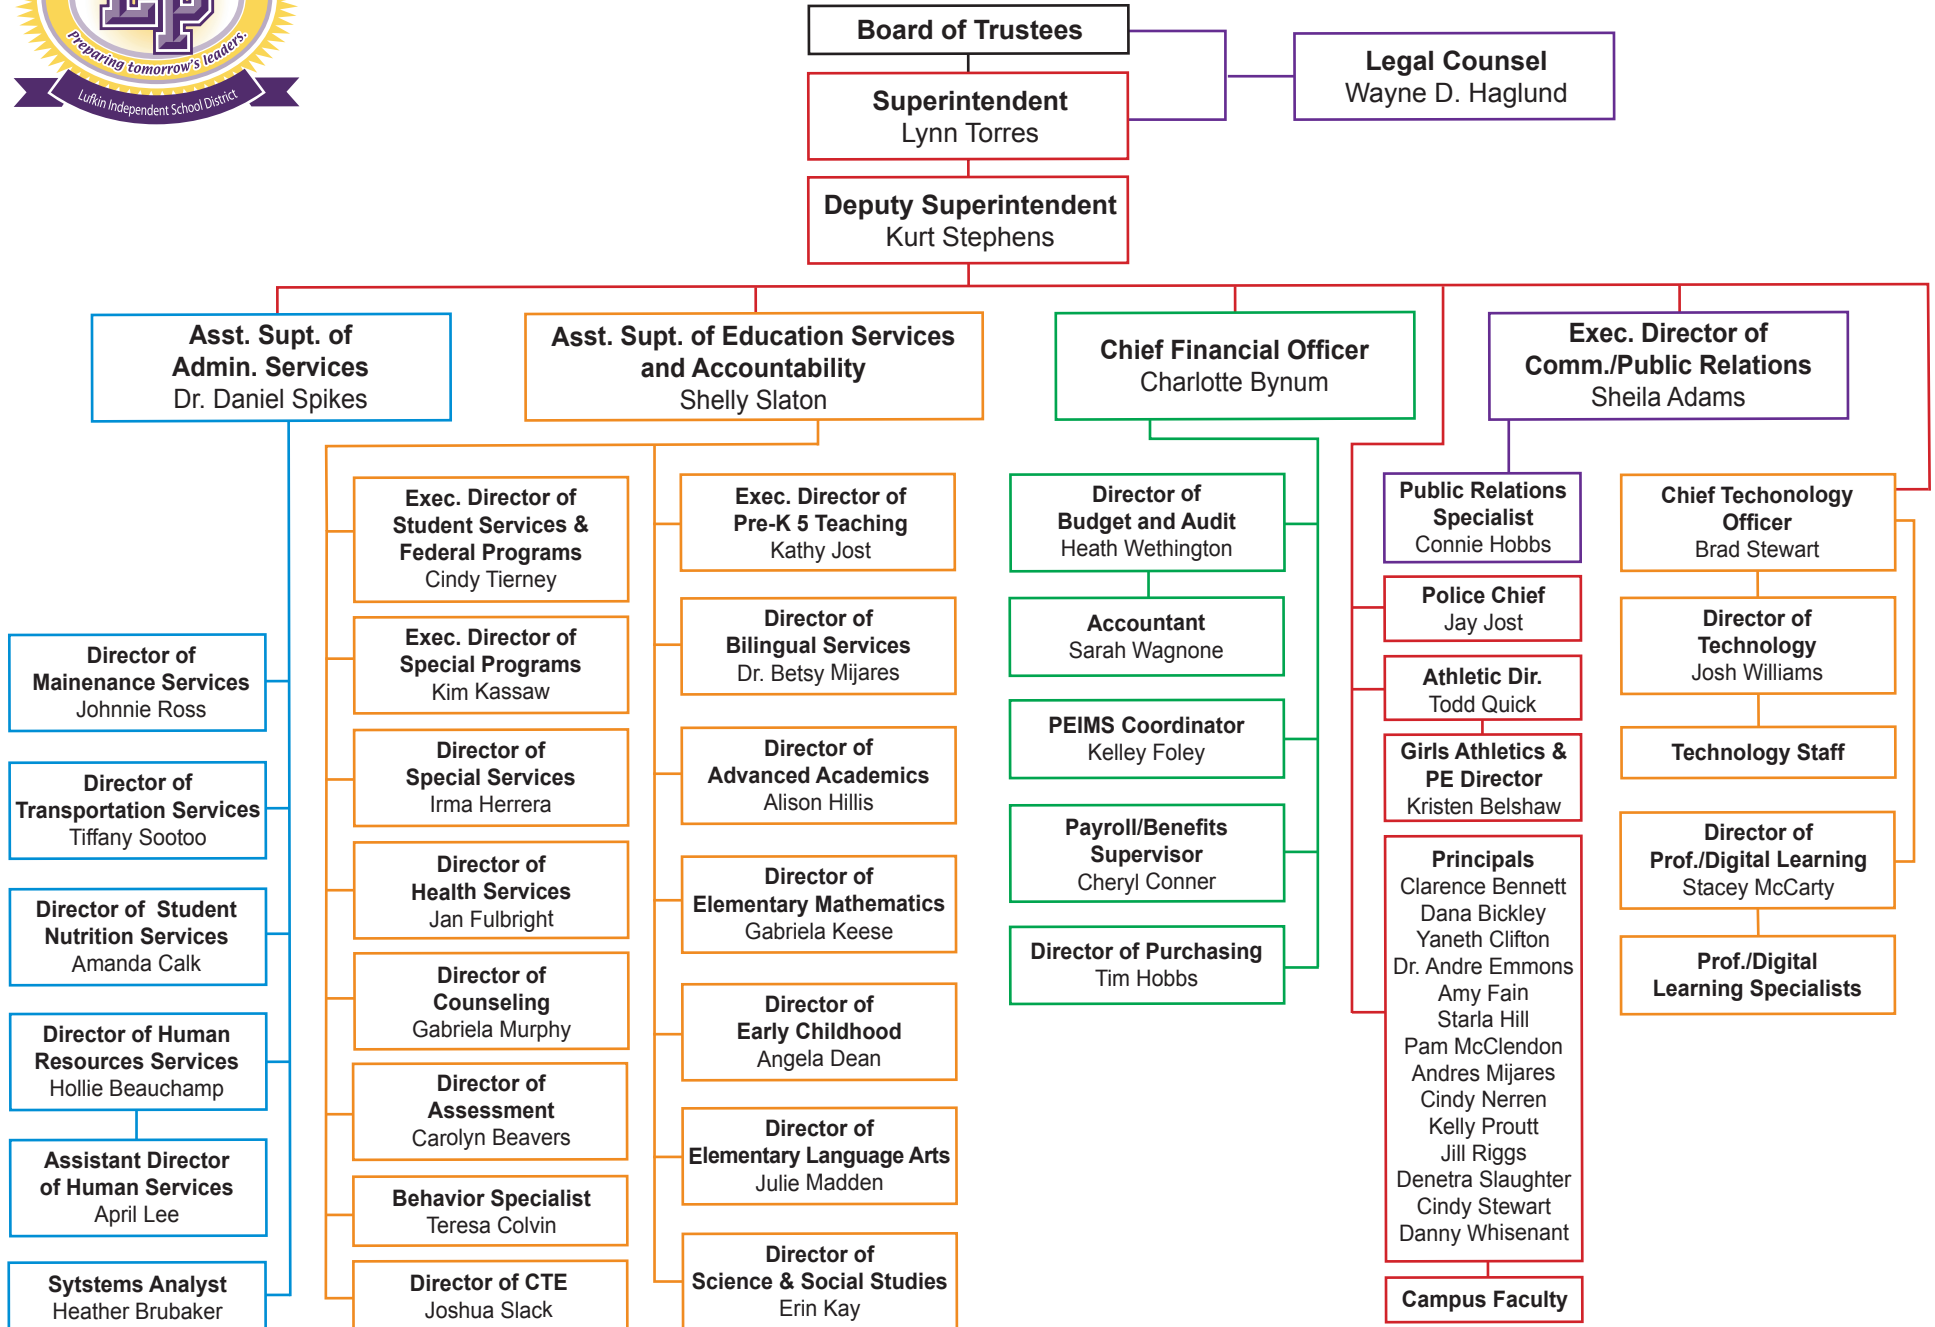 LP
Preparing tomorrow's leaders.
Lufkin Independent School District
Board of Trustees
Legal Counsel
Wayne D. Haglund
Superintendent
Lynn Torres
Deputy Superintendent
Kurt Stephens
Asst. Supt. of
Admin. Services
Dr. Daniel Spikes
Asst. Supt. of Education Services
and Accountability
Shelly Slaton
Chief Financial Officer
Charlotte Bynum
Exec. Director of
Comm./Public Relations
Sheila Adams
Director of
Mainenance Services
Johnnie Ross
Director of
Transportation Services
Tiffany Sootoo
Director of  Student
Nutrition Services
Amanda Calk
Director of Human
Resources Services
Hollie Beauchamp
Assistant Director
of Human Services
April Lee
Sytstems Analyst
Heather Brubaker
Exec. Director of
Student Services &
Federal Programs
Cindy Tierney
Exec. Director of
Special Programs
Kim Kassaw
Director of
Special Services
Irma Herrera
Director of
Health Services
Jan Fulbright
Director of
Counseling
Gabriela Murphy
Director of
Assessment
Carolyn Beavers
Behavior Specialist
Teresa Colvin
Director of CTE
Joshua Slack
Exec. Director of
Pre-K 5 Teaching
Kathy Jost
Director of
Bilingual Services
Dr. Betsy Mijares
Director of
Advanced Academics
Alison Hillis
Director of
Elementary Mathematics
Gabriela Keese
Director of
Early Childhood
Angela Dean
Director of
Elementary Language Arts
Julie Madden
Director of
Science & Social Studies
Erin Kay
Director of
Budget and Audit
Heath Wethington
Accountant
Sarah Wagnone
PEIMS Coordinator
Kelley Foley
Payroll/Benefits
Supervisor
Cheryl Conner
Director of Purchasing
Tim Hobbs
Public Relations
Specialist
Connie Hobbs
Police Chief
Jay Jost
Athletic Dir.
Todd Quick
Girls Athletics &
PE Director
Kristen Belshaw
Principals
Clarence Bennett
Dana Bickley
Yaneth Clifton
Dr. Andre Emmons
Amy Fain
Starla Hill
Pam McClendon
Andres Mijares
Cindy Nerren
Kelly Proutt
Jill Riggs
Denetra Slaughter
Cindy Stewart
Danny Whisenant
Campus Faculty
Chief Techonology
Officer
Brad Stewart
Director of
Technology
Josh Williams
Technology Staff
Director of
Prof./Digital Learning
Stacey McCarty
Prof./Digital
Learning Specialists